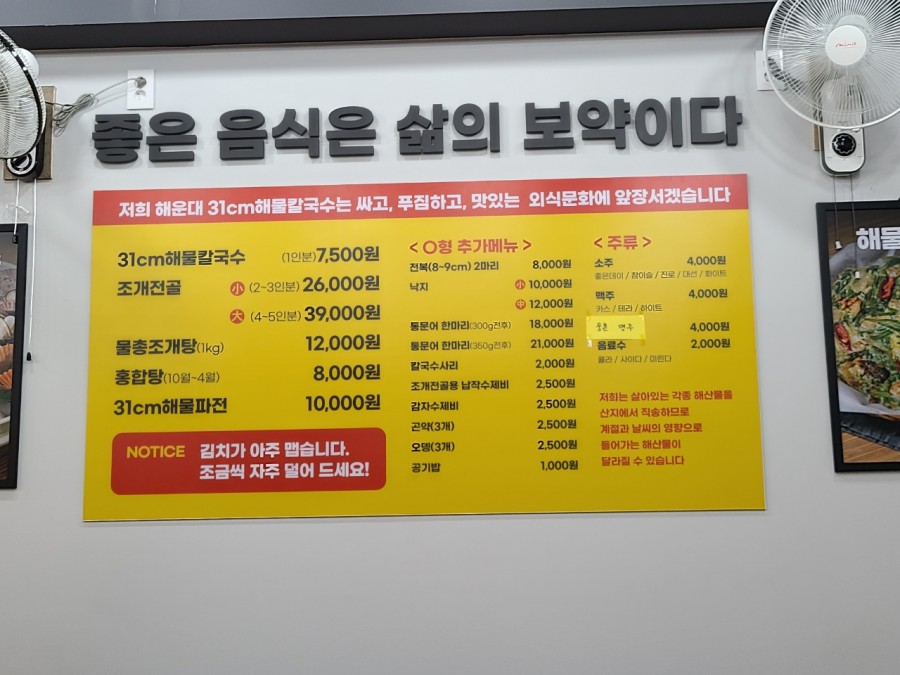 좋은 음식은 삶의 보약이다
저희 해운대 31cm해물칼국수는 싸고, 푸짐하고, 맛있는 외식문화에 앞장서겠습니다
31cm해물칼국수 (1인분)7,500원
조개전골 小 (2~3인분) 26,000원
大 (4~5인분) 39,000원
물총조개탕(1kg) 12,000원
홍합탕(10월~4월) 8,000원
31cm해물파전 10,000원
NOTICE 김치가 아주 맵습니다.
조금씩 자주 덜어 드세요!
< O형 추가메뉴 >
전복(8~9cm) 2마리 8,000원
낙지 小 10,000원
中 12,000원
통문어 한마리(300g전후) 18,000원
통문어 한마리(350g전후) 21,000원
칼국수사리 2,000원
조개전골용 납작수제비 2,500원
감자수제비 2,500원
곤약(3개) 2,500원
오뎅(3개) 2,500원
공기밥 1,000원
< 주류 >
소주 4,000원
좋은데이 / 참이슬 / 진로 / 대선 / 화이트
맥주 4,000원
카스 / 테라 / 하이트
4,000원
음료수 2,000원
콜라 / 사이다 / 미린다
저희는 살아있는 각종 해산물을
산지에서 직송하므로
계절과 날씨의 영향으로
들어가는 해산물이
달라질 수 있습니다
해물